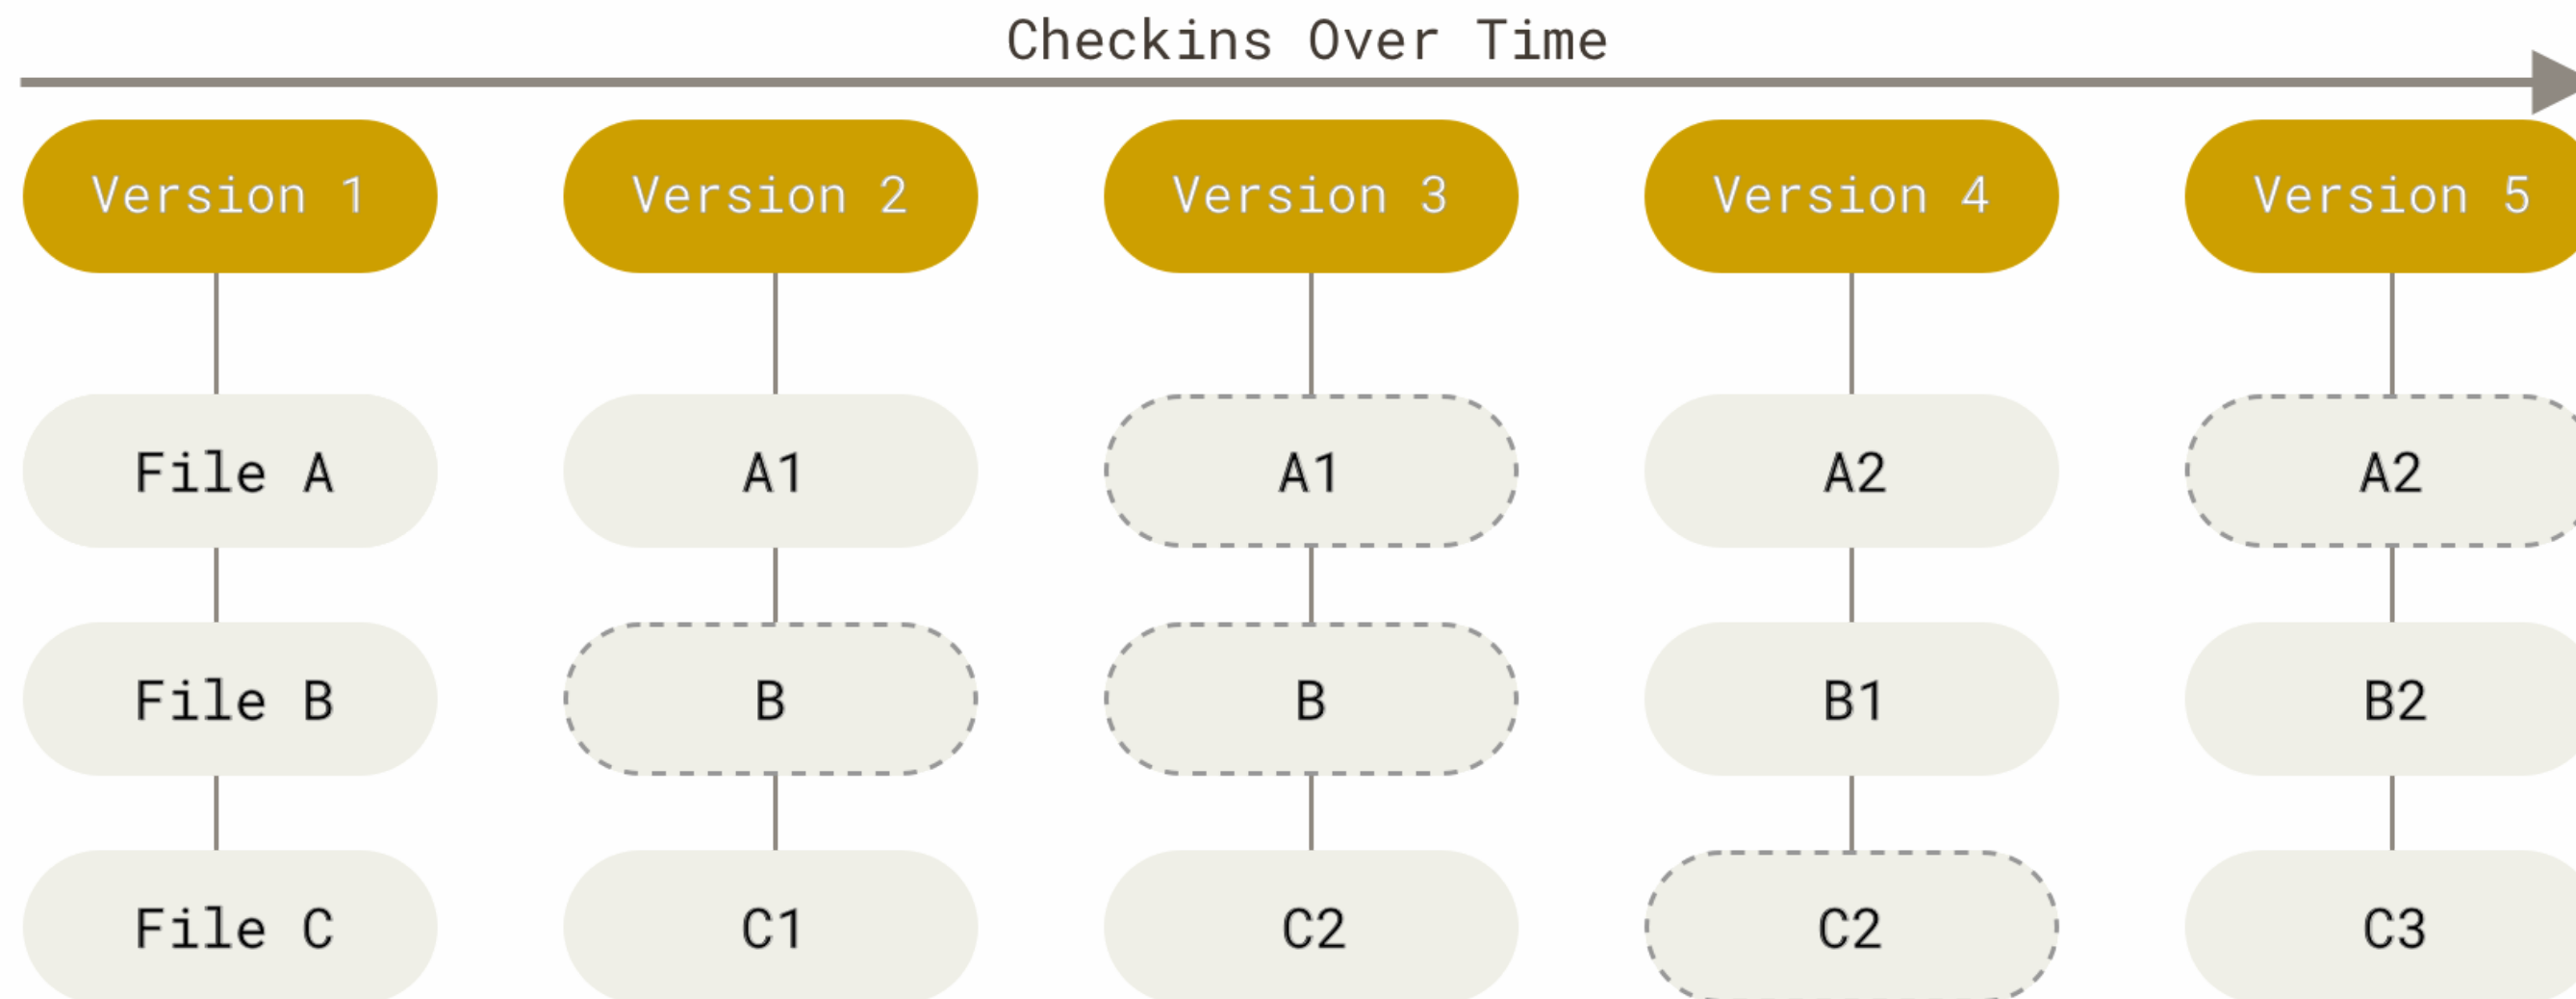 Checkins Over Time
Version 1 Version 2 Version 3 Version 4 Version 5
File A A1 A1 A2 A2
File B B B B1 B2
File C C1 C2 C2 C3